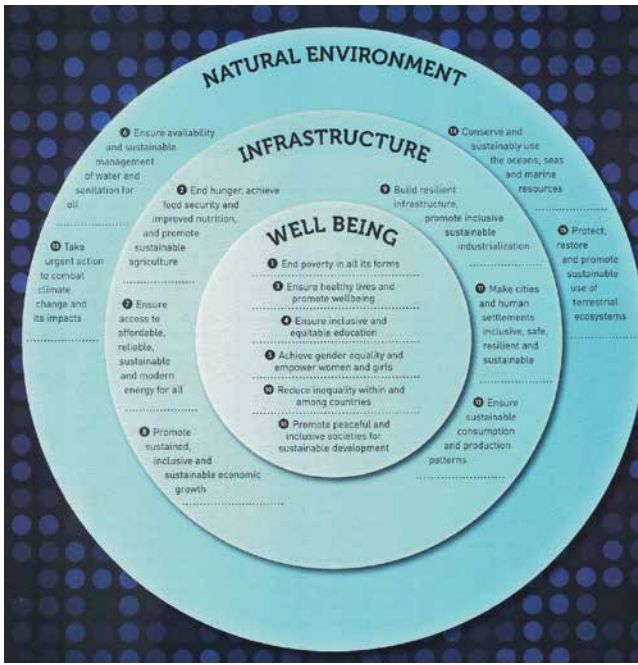 NATURAL ENVIRONMENT
6 Ensure availability
and sustainable
management
of water and
sanitation for
all
13 Take
urgent action
to combat
climate
change and
its impacts
14 Conserve and
sustainably use
the oceans, seas
and marine
resources
15 Protect,
restore
and promote
sustainable
use of
terrestrial
ecosystems
INFRASTRUCTURE
2 End hunger, achieve
food security and
improved nutrition,
and promote
sustainable
agriculture
7 Ensure
access to
affordable,
reliable,
sustainable
and modern
energy for all
8 Promote
sustained,
inclusive and
sustainable economic
growth
9 Build resilient
infrastructure,
promote inclusive
sustainable
industrialization
11 Make cities
and human
settlements
inclusive, safe,
resilient and
sustainable
12 Ensure
sustainable
consumption
and production
patterns
WELL BEING
1 End poverty in all its forms
3 Ensure healthy lives and
promote wellbeing
4 Ensure inclusive and
equitable education
5 Achieve gender equality and
empower women and girls
10 Reduce inequality within and
among countries
16 Promote peaceful and
inclusive societies for
sustainable development